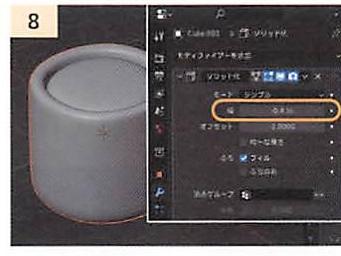 8
Cube.001 > ソリッド化
モディファイアーを追加
ソリッド化
モード シンプル
幅
オフセット -1.0000
均一な厚さ
ふち フィル
ふちのみ
頂点グループ